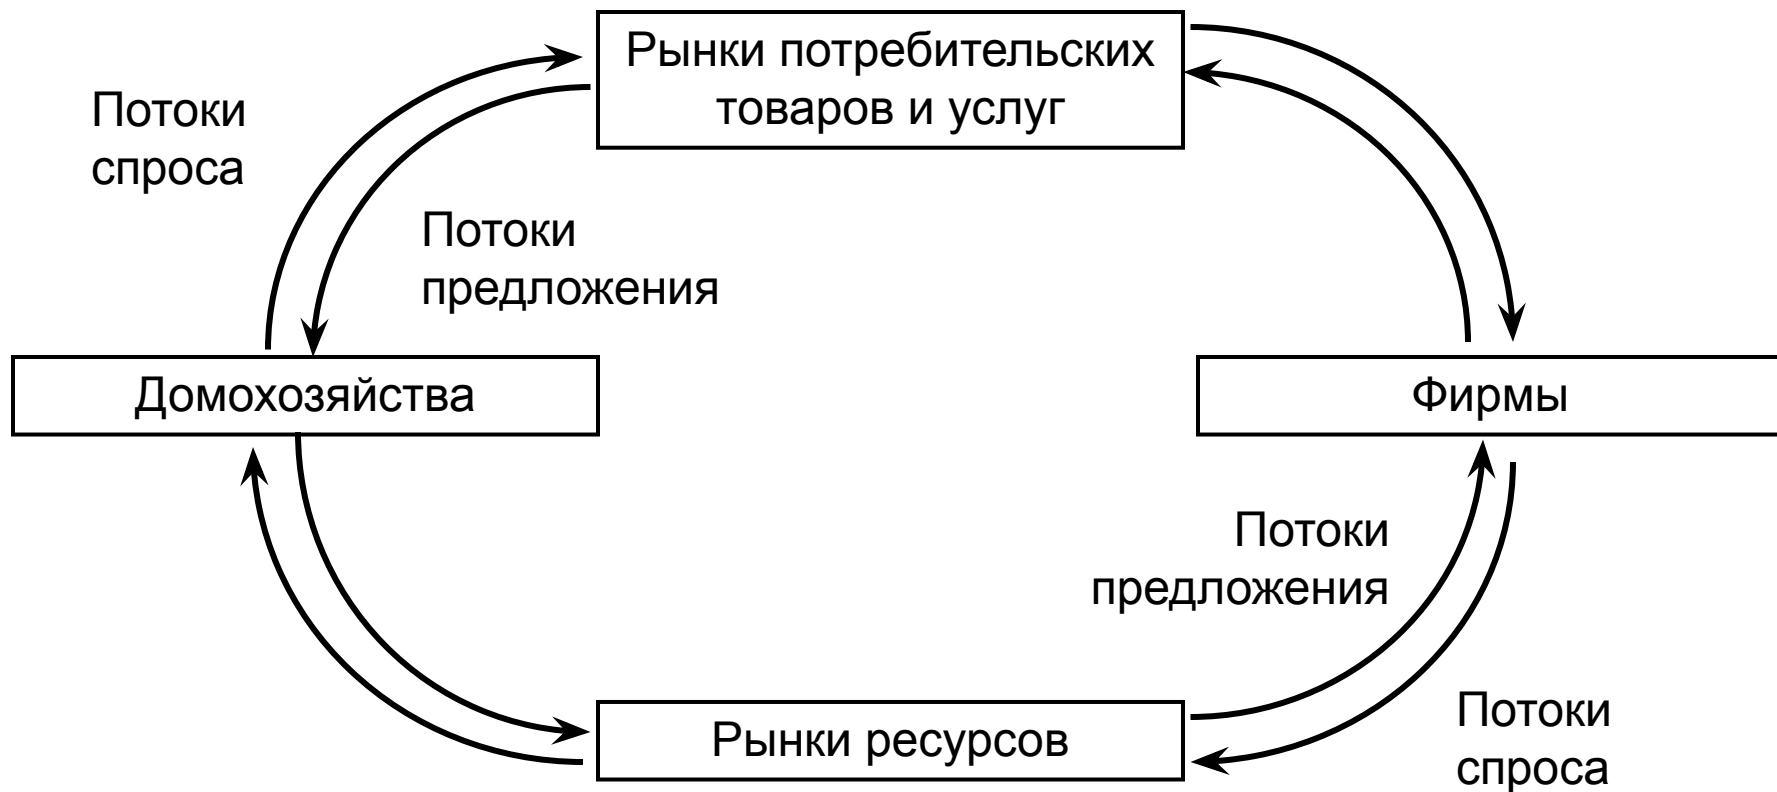 Рынки потребительских
товаров и услуг
Потоки
спроса
Потоки
предложения
Домохозяйства
Фирмы
Потоки
предложения
Рынки ресурсов
Потоки
спроса